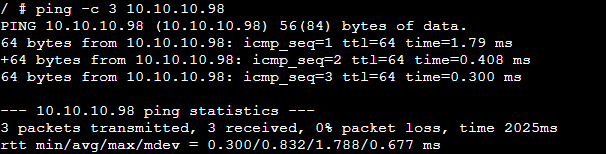 / # ping -c 3 10.10.10.98
PING 10.10.10.98 (10.10.10.98) 56(84) bytes of data.
64 bytes from 10.10.10.98: icmp_seq=1 ttl=64 time=1.79 ms
+64 bytes from 10.10.10.98: icmp_seq=2 ttl=64 time=0.408 ms
64 bytes from 10.10.10.98: icmp_seq=3 ttl=64 time=0.300 ms

--- 10.10.10.98 ping statistics ---
3 packets transmitted, 3 received, 0% packet loss, time 2025ms
rtt min/avg/max/mdev = 0.300/0.832/1.788/0.677 ms